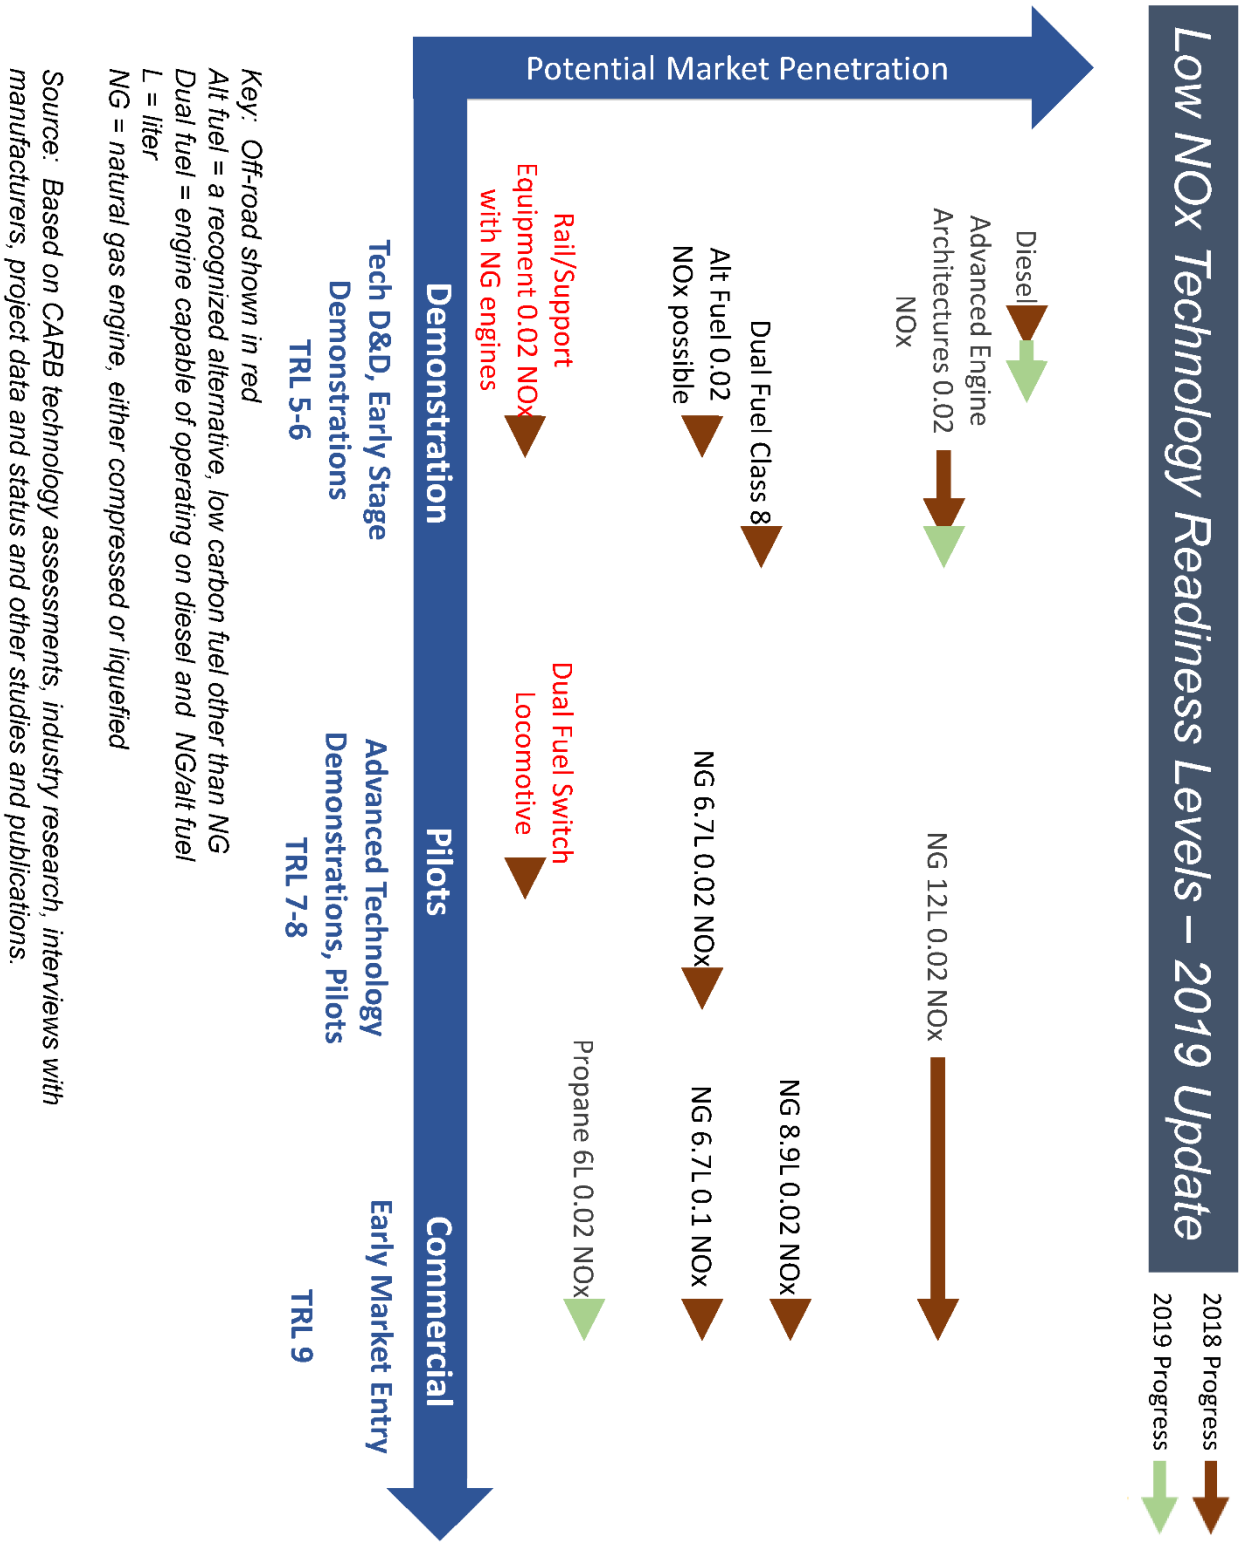 Low NOx Technology Readiness Levels – 2019 Update
2018 Progress
2019 Progress
Potential Market Penetration
Diesel
Advanced Engine
Architectures 0.02
NOx
NG 12L 0.02 NOx
Dual Fuel Class 8
NG 8.9L 0.02 NOx
Alt Fuel 0.02
NOx possible
NG 6.7L 0.02 NOx
NG 6.7L 0.1 NOx
Propane 6L 0.02 NOx
Rail/Support
Equipment 0.02 NOx
with NG engines
Dual Fuel Switch
Locomotive
Demonstration
Pilots
Commercial
Tech D&D, Early Stage
Demonstrations
TRL 5-6
Advanced Technology
Demonstrations, Pilots
TRL 7-8
Early Market Entry
TRL 9
Key: Off-road shown in red
Alt fuel = a recognized alternative, low carbon fuel other than NG
Dual fuel = engine capable of operating on diesel and NG/alt fuel
L = liter
NG = natural gas engine, either compressed or liquefied
Source: Based on CARB technology assessments, industry research, interviews with
manufacturers, project data and status and other studies and publications.